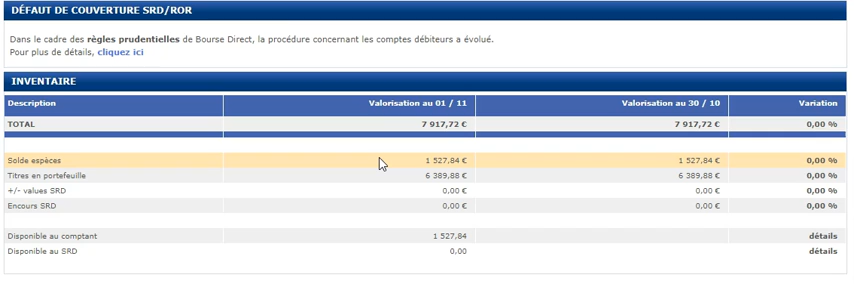 DÉFAUT DE COUVERTURE SRD/ROR
Dans le cadre des règles prudentielles de Bourse Direct, la procédure concernant les comptes débiteurs a évolué.
Pour plus de détails, cliquez ici
INVENTAIRE
Description Valorisation au 01 / 11 Valorisation au 30 / 10 Variation
TOTAL 7 917,72 € 7 917,72 € 0,00 %
Solde espèces 1 527,84 € 1 527,84 € 0,00 %
Titres en portefeuille 6 389,88 € 6 389,88 € 0,00 %
+/- values SRD 0.00 € 0.00 € 0,00 %
Encours SRD 0,00 € 0,00 € 0,00 %
Disponible au comptant 1 527,84 détails
Disponible au SRD 0,00 détails